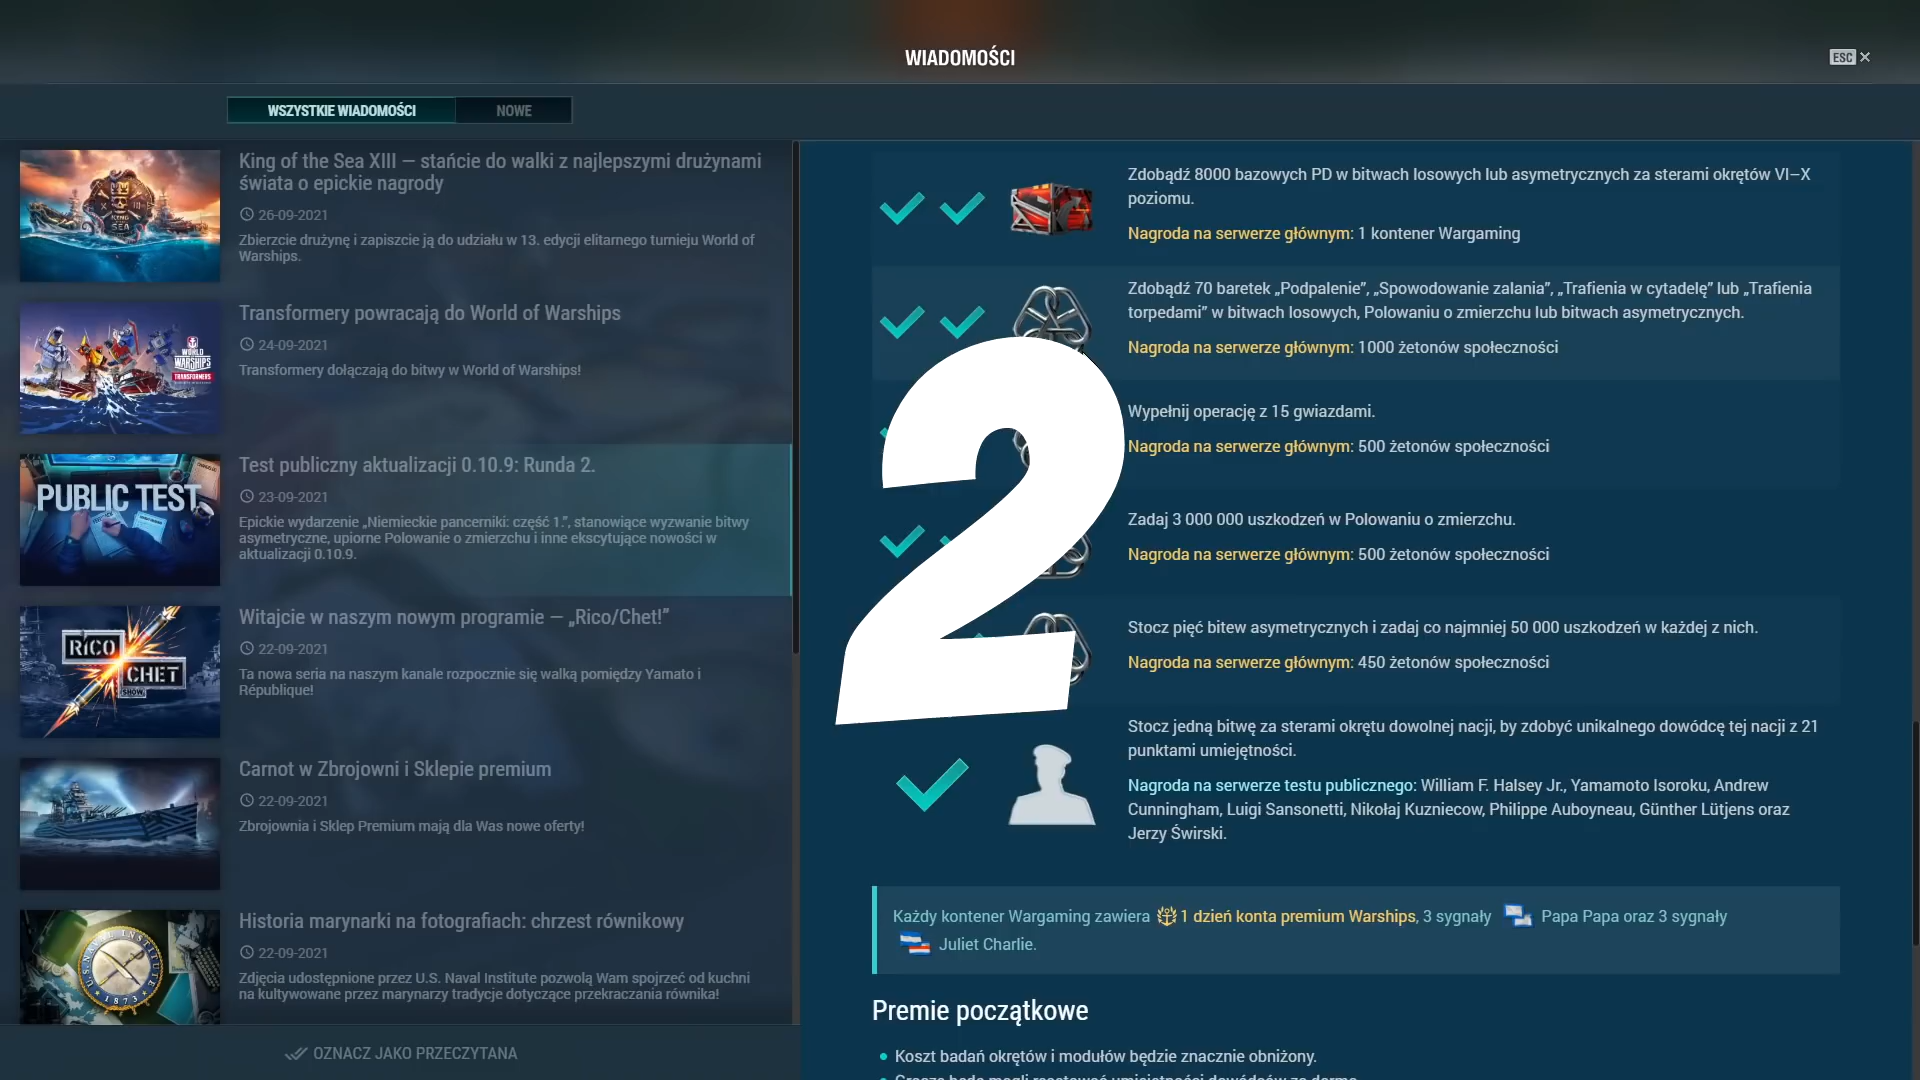 WIADOMOŚCI
ESC
WSZYSTKIE WIADOMOŚCI
NOWE
King of the Sea XIII — stańcie do walki z najlepszymi drużynami
świata o epickie nagrody
26-09-2021
Zbierzcie drużynę i zapiszcie ją do udziału w 13. edycji elitarnego turnieju World of
Warships.
KING
OF THE
SEA
Transformery powracają do World of Warships
24-09-2021
Transformery dołączają do bitwy w World of Warships!
WORLD
OF
WARSHIPS
TRANSFORMERS
Test publiczny aktualizacji 0.10.9: Runda 2.
23-09-2021
Epickie wydarzenie „Niemieckie pancerniki: część 1.”, stanowiące wyzwanie bitwy
asymetryczne, upiorne Polowanie o zmierzchu i inne ekscytujące nowości w
aktualizacji 0.10.9.
PUBLIC TEST
Witajcie w naszym nowym programie — „Rico/Chet!”
22-09-2021
Ta nowa seria na naszym kanale rozpocznie się walką pomiędzy Yamato i
République!
RICO
CHET
SHOW
Carnot w Zbrojowni i Sklepie premium
22-09-2021
Zbrojownia i Sklep Premium mają dla Was nowe oferty!
Historia marynarki na fotografiach: chrzest równikowy
22-09-2021
Zdjęcia udostępnione przez U.S. Naval Institute pozwolą Wam spojrzeć od kuchni
na kultywowane przez marynarzy tradycje dotyczące przekraczania równika!
U.S. NAVAL INSTITUTE
1873
OZNACZ JAKO PRZECZYTANA
Zdobądź 8000 bazowych PD w bitwach losowych lub asymetrycznych za sterami okrętów VI–X
poziomu.
Nagroda na serwerze głównym: 1 kontener Wargaming
Zdobądź 70 baretek „Podpalenie”, „Spowodowanie zalania”, „Trafienia w cytadelę” lub „Trafienia
torpedami” w bitwach losowych, Polowaniu o zmierzchu lub bitwach asymetrycznych.
Nagroda na serwerze głównym: 1000 żetonów społeczności
2
Wypełnij operację z 15 gwiazdami.
Nagroda na serwerze głównym: 500 żetonów społeczności
Zadaj 3 000 000 uszkodzeń w Polowaniu o zmierzchu.
Nagroda na serwerze głównym: 500 żetonów społeczności
Stocz pięć bitew asymetrycznych i zadaj co najmniej 50 000 uszkodzeń w każdej z nich.
Nagroda na serwerze głównym: 450 żetonów społeczności
Stocz jedną bitwę za sterami okrętu dowolnej nacji, by zdobyć unikalnego dowódcę tej nacji z 21
punktami umiejętności.
Nagroda na serwerze testu publicznego: William F. Halsey Jr., Yamamoto Isoroku, Andrew
Cunningham, Luigi Sansonetti, Nikołaj Kuzniecow, Philippe Auboyneau, Günther Lütjens oraz
Jerzy Świrski.
Każdy kontener Wargaming zawiera 1 dzień konta premium Warships, 3 sygnały Papa Papa oraz 3 sygnały
Juliet Charlie.
Premie początkowe
Koszt badań okrętów i modułów będzie znacznie obniżony.